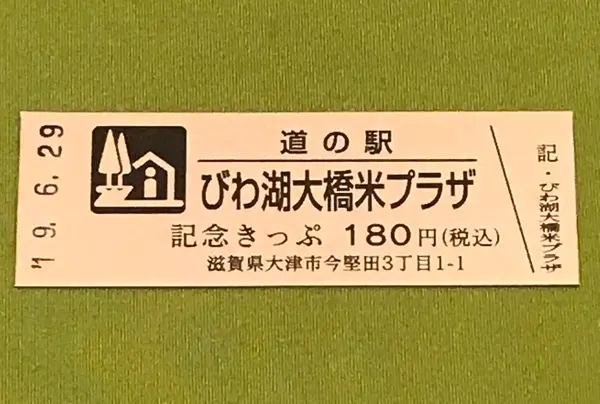 '19. 6. 29
道の駅
びわ湖大橋米プラザ
記念きっぷ 180円(税込)
滋賀県大津市今堅田3丁目1-1
記・びわ湖大橋米プラザ